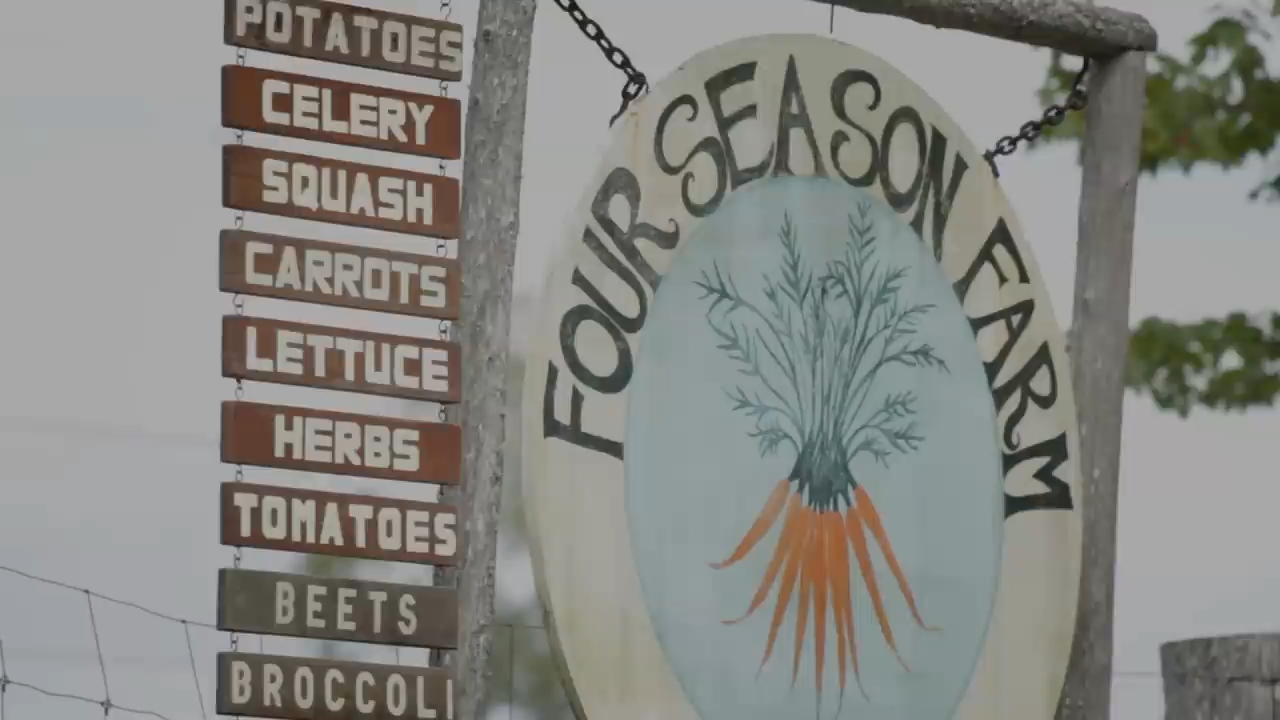 POTATOES
CELERY
SQUASH
CARROTS
LETTUCE
HERBS
TOMATOES
BEETS
BROCCOLI
FOUR SEASON FARM